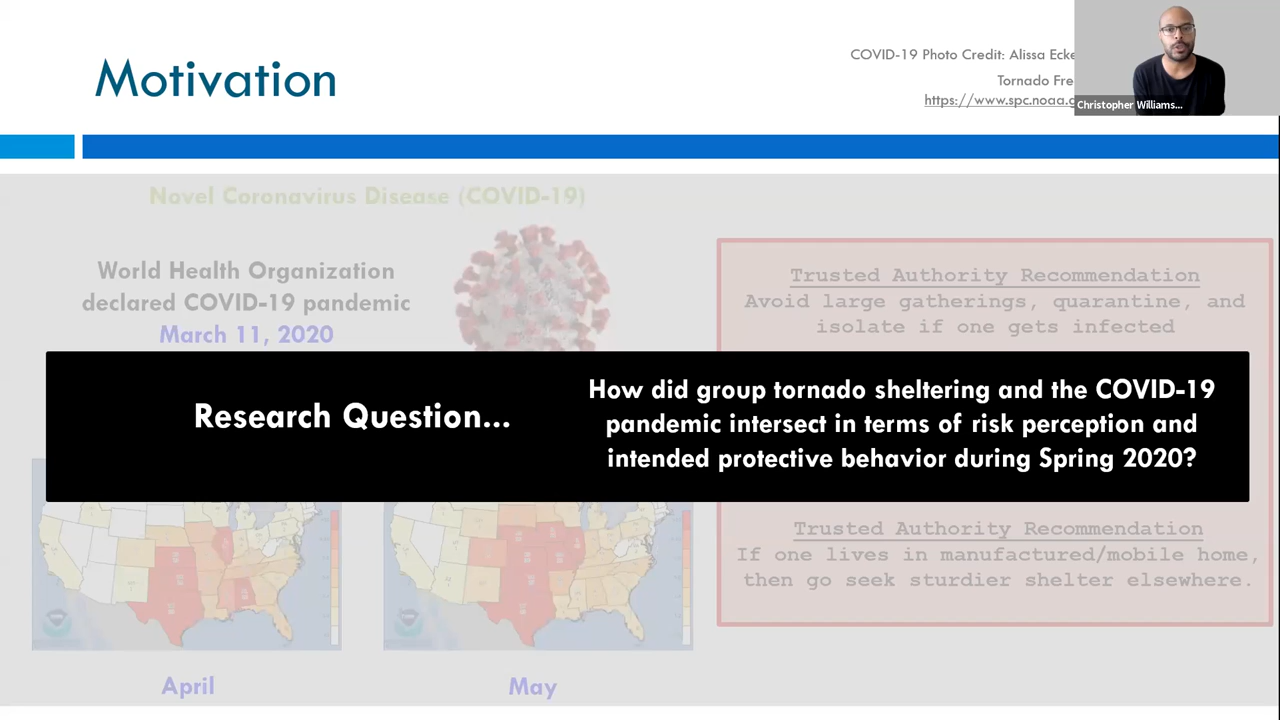 Motivation
COVID-19 Photo Credit: Alissa
Tornado
https://www.spc.noaa.g
Christopher Williams...
Novel Coronavirus Disease (COVID-19)
World Health Organization
declared COVID-19 pandemic
March 11, 2020
Trusted Authority Recommendation
Avoid large gatherings, quarantine, and
isolate if one gets infected
Research Question...
How did group tornado sheltering and the COVID-19
pandemic intersect in terms of risk perception and
intended protective behavior during Spring 2020?
Trusted Authority Recommendation
If one lives in manufactured/mobile home,
then go seek sturdier shelter elsewhere.
April
May